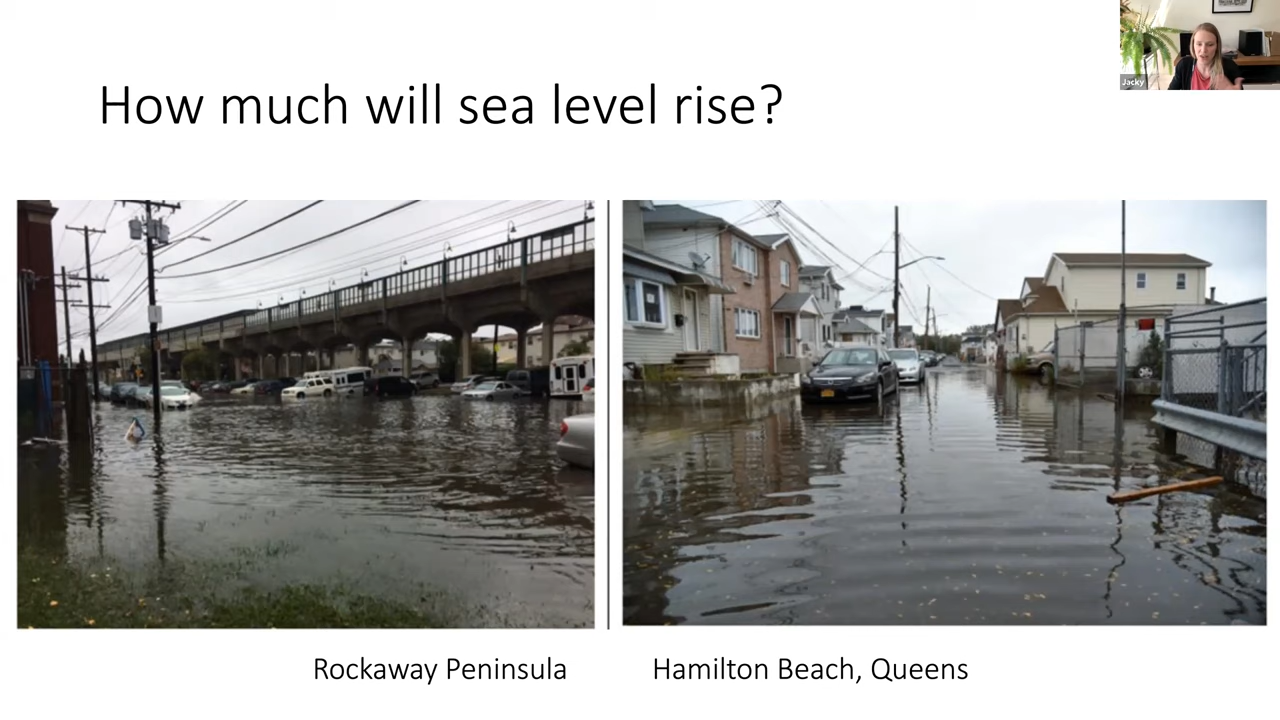 Jacky
How much will sea level rise?
Rockaway Peninsula
Hamilton Beach, Queens